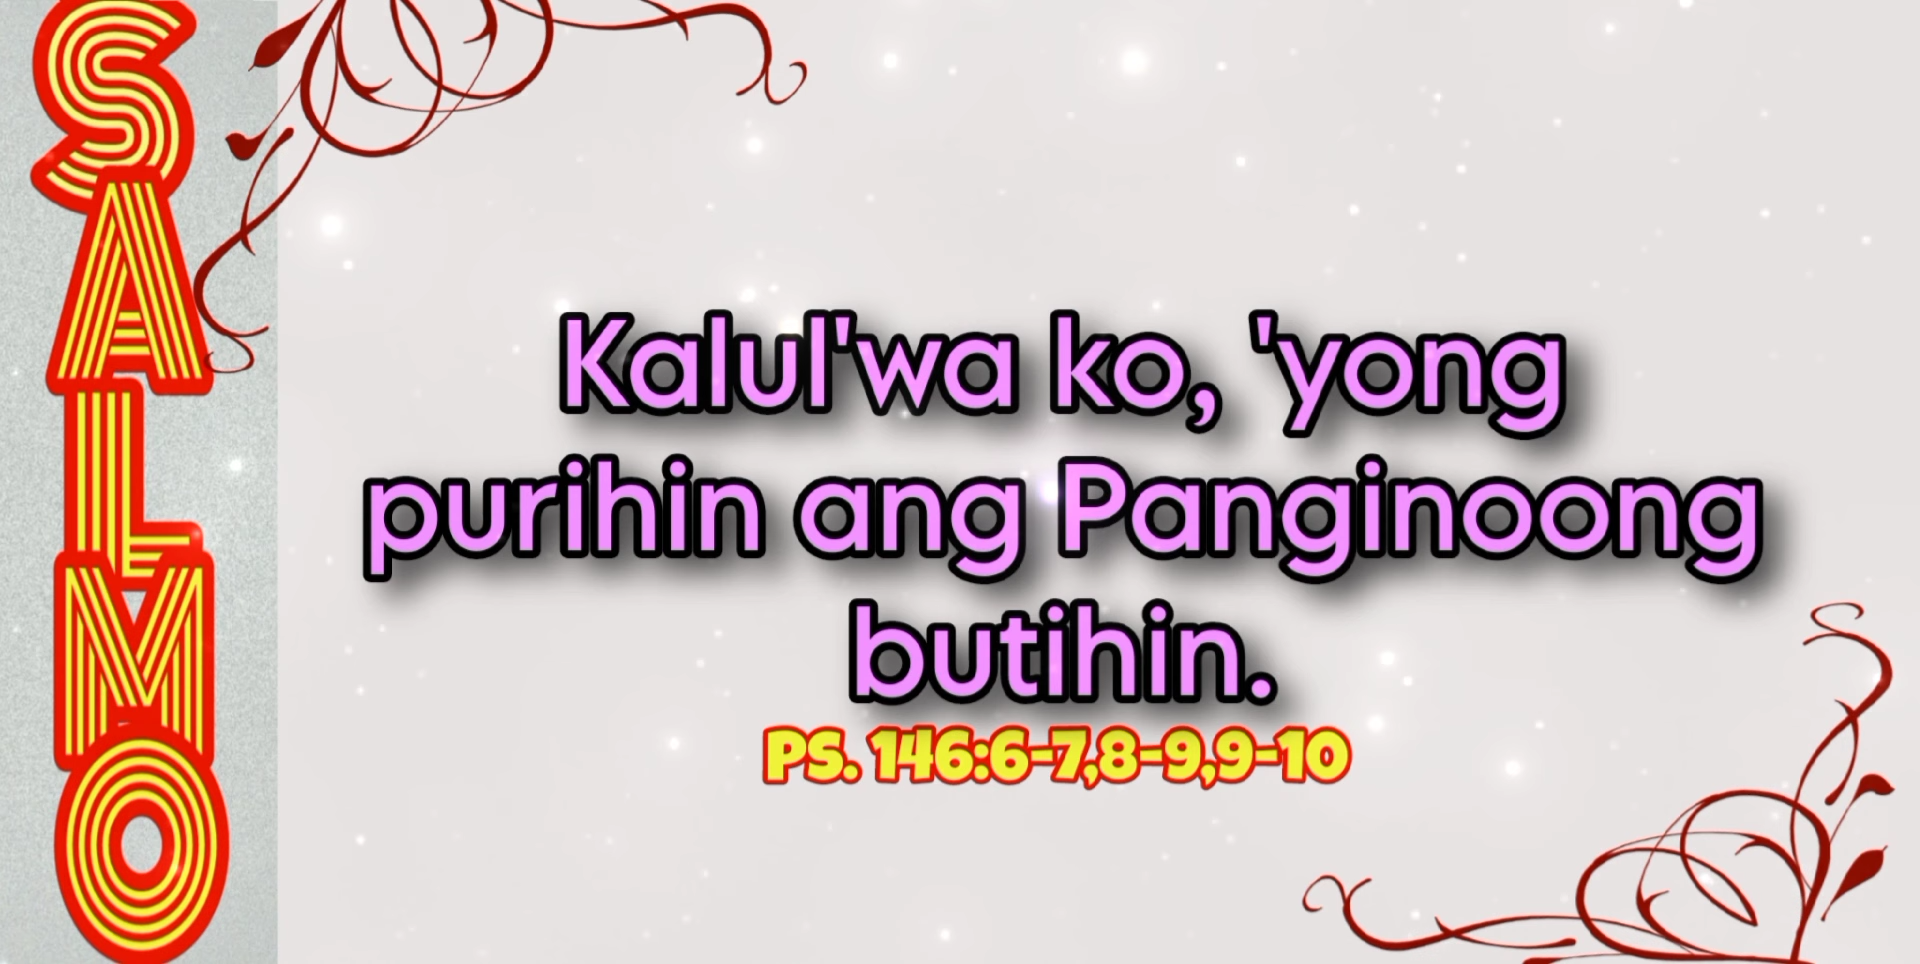 SALMO
Kalul'wa ko, 'yong
purihin ang Panginoong
butihin.
PS. 146:6-7,8-9,9-10